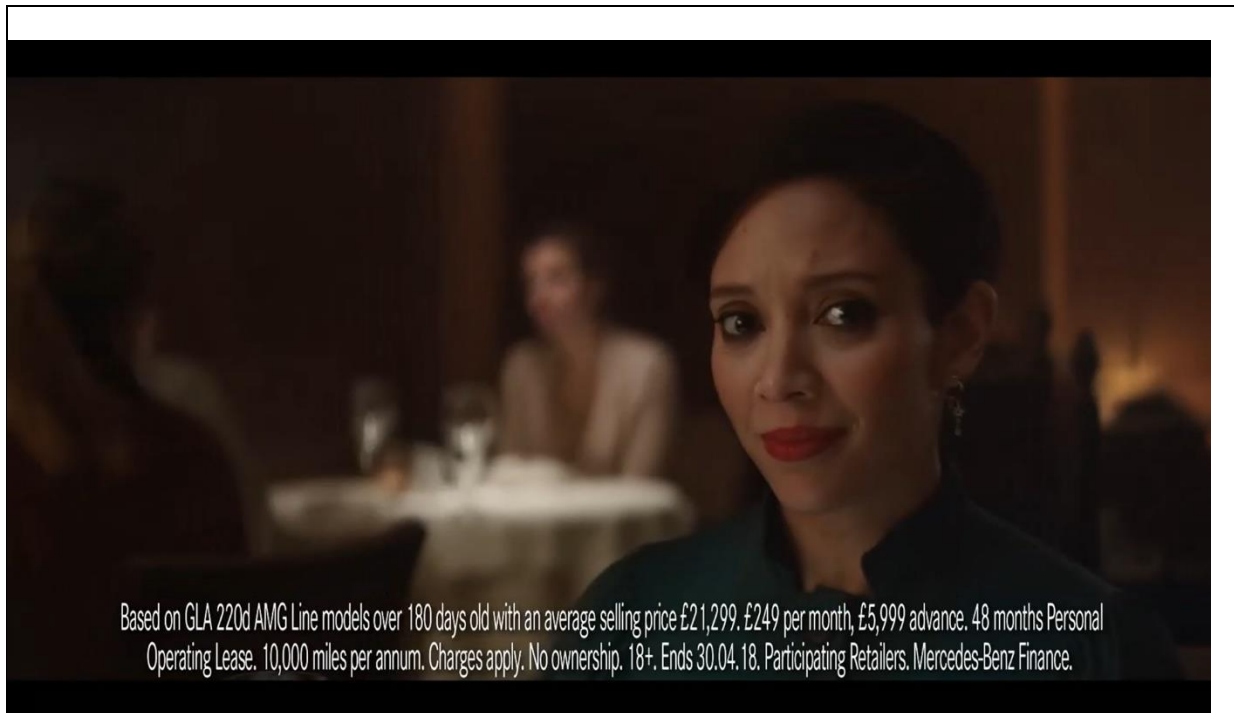 Based on GLA 220d AMG Line models over 180 days old with an average selling price £21,299. £249 per month, £5,999 advance. 48 months Personal
Operating Lease. 10,000 miles per annum. Charges apply. No ownership. 18+. Ends 30.04.18. Participating Retailers. Mercedes-Benz Finance.